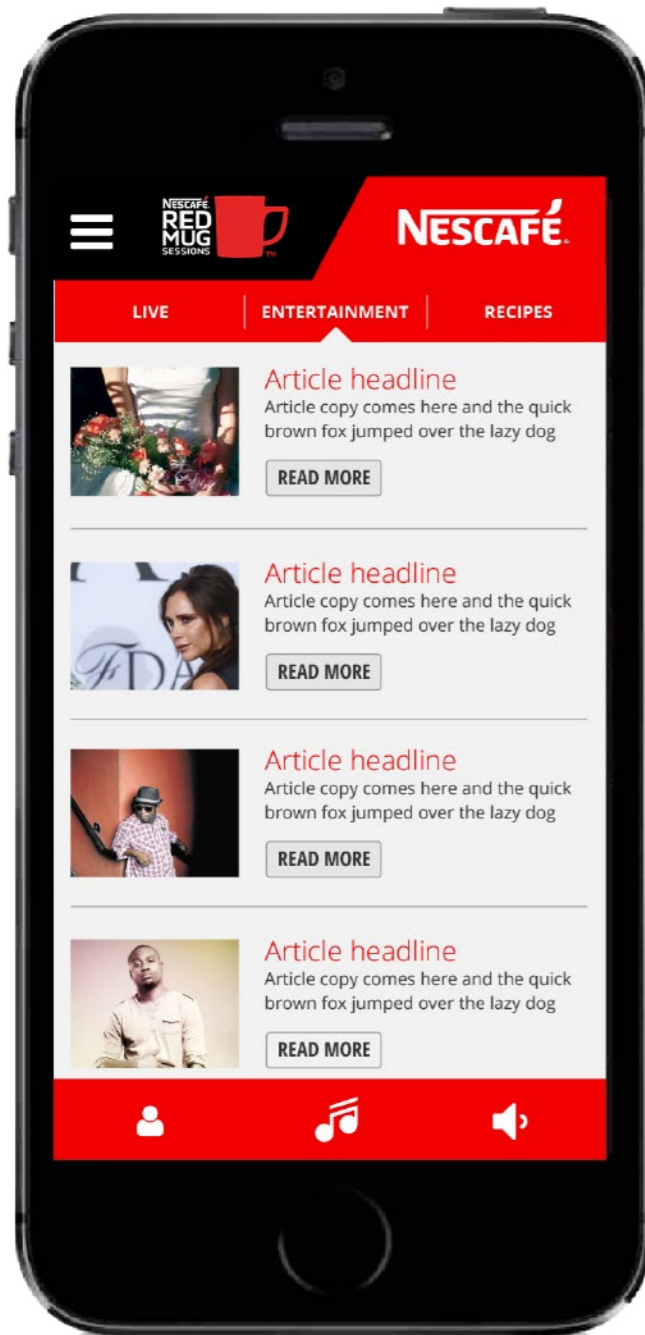 NESCAFÉ
RED
MUG
SESSIONS
TM
NESCAFÉ.
LIVE
ENTERTAINMENT
RECIPES
Article headline
Article copy comes here and the quick
brown fox jumped over the lazy dog
READ MORE
A
FDA
Article headline
Article copy comes here and the quick
brown fox jumped over the lazy dog
READ MORE
Article headline
Article copy comes here and the quick
brown fox jumped over the lazy dog
READ MORE
Article headline
Article copy comes here and the quick
brown fox jumped over the lazy dog
READ MORE